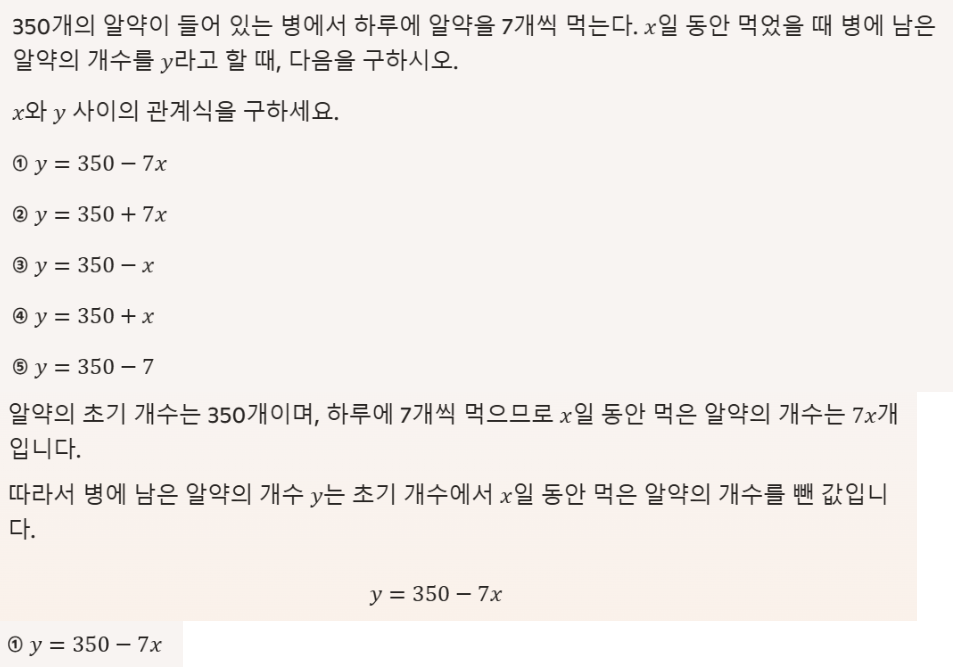 350개의 알약이 들어 있는 병에서 하루에 알약을 7개씩 먹는다. x일 동안 먹었을 때 병에 남은
알약의 개수를 y라고 할 때, 다음을 구하시오.
x와 y 사이의 관계식을 구하세요.
① y = 350 − 7x
② y = 350 + 7x
③ y = 350 − x
④ y = 350 + x
⑤ y = 350 − 7
알약의 초기 개수는 350개이며, 하루에 7개씩 먹으므로 x일 동안 먹은 알약의 개수는 7x개
입니다.
따라서 병에 남은 알약의 개수 y는 초기 개수에서 x일 동안 먹은 알약의 개수를 뺀 값입니
다.
y = 350 − 7x
① y = 350 − 7x